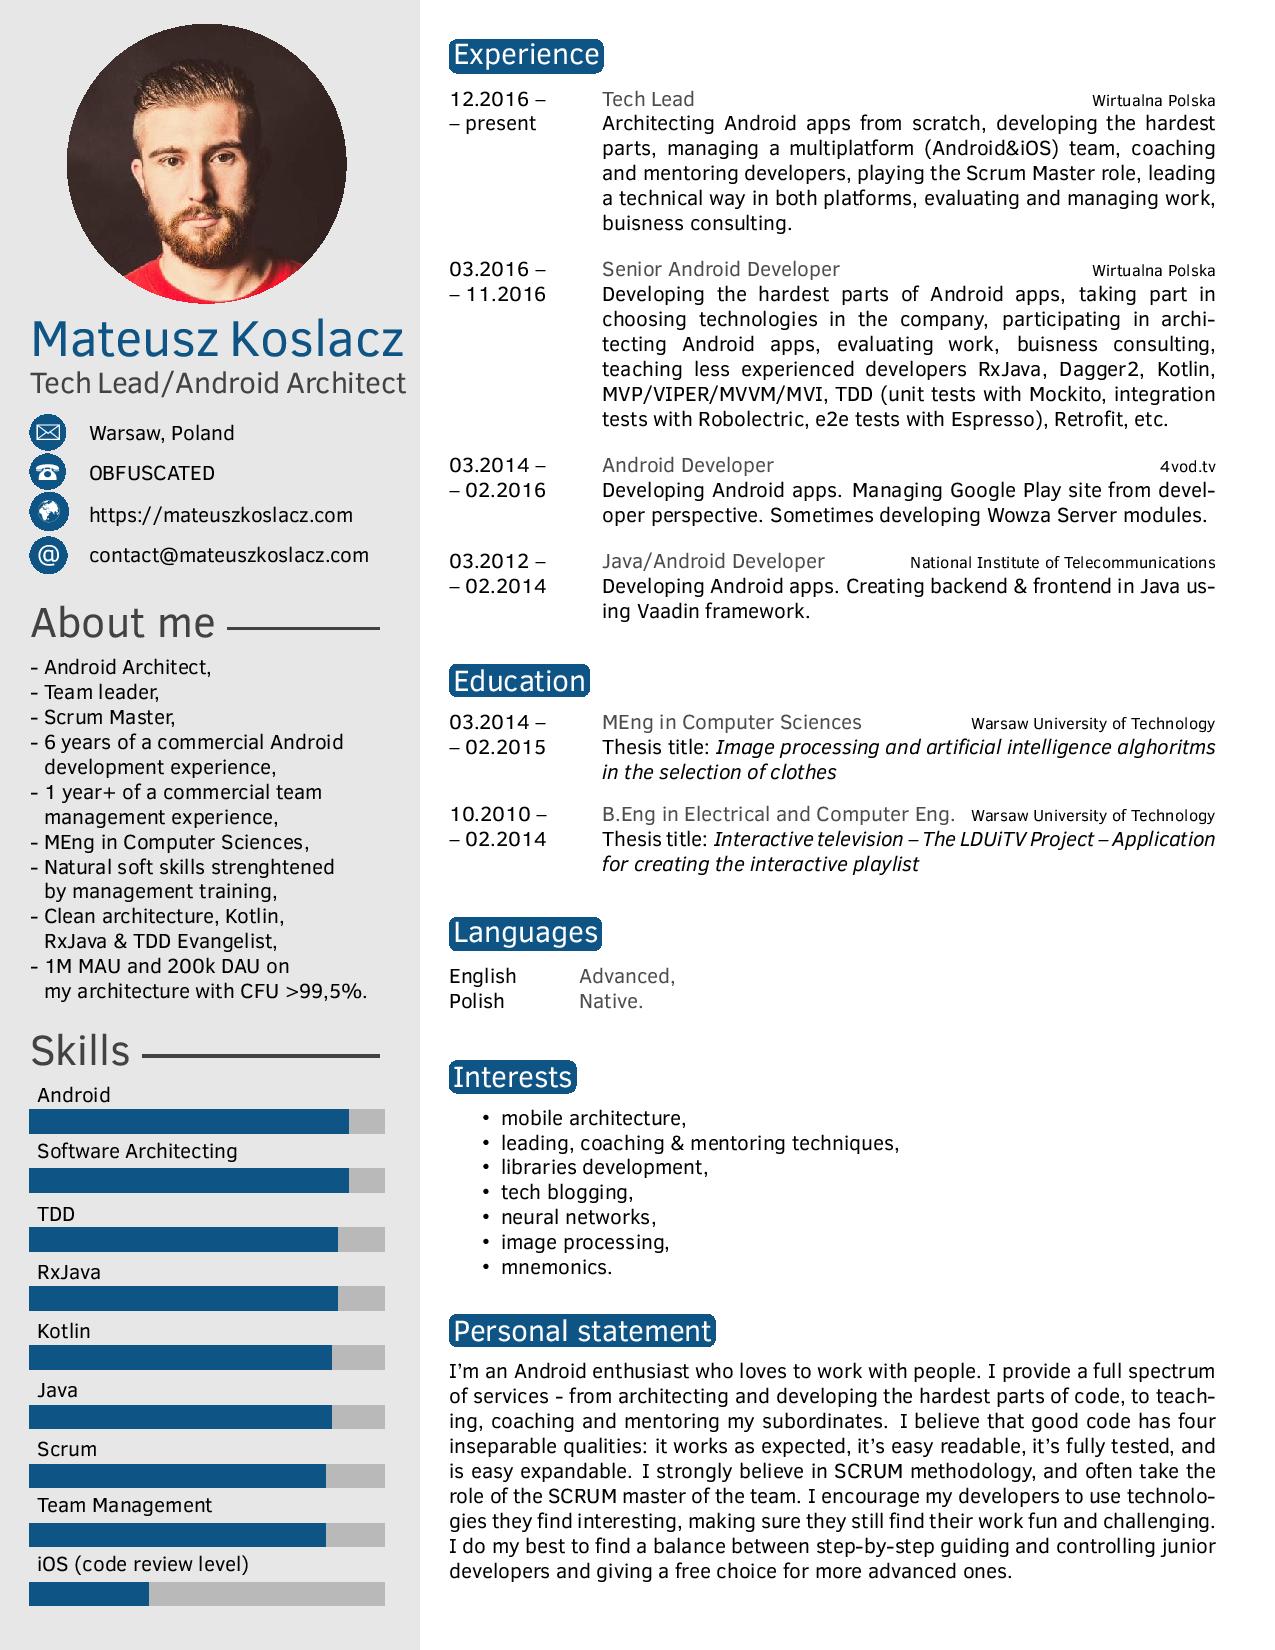 Mateusz Koslacz
Tech Lead/Android Architect
Warsaw, Poland
OBFUSCATED
https://mateuszkoslacz.com
@ contact@mateuszkoslacz.com
About me
- Android Architect,
- Team leader,
- Scrum Master,
- 6 years of a commercial Android
development experience,
- 1 year+ of a commercial team
management experience,
- MEng in Computer Sciences,
- Natural soft skills strenghtened
by management training,
- Clean architecture, Kotlin,
RxJava & TDD Evangelist,
- 1M MAU and 200k DAU on
my architecture with CFU >99,5%.
Skills
Android
Software Architecting
TDD
RxJava
Kotlin
Java
Scrum
Team Management
iOS (code review level)
Experience
12.2016 – Tech Lead Wirtualna Polska
– present Architecting Android apps from scratch, developing the hardest
parts, managing a multiplatform (Android&iOS) team, coaching
and mentoring developers, playing the Scrum Master role, leading
a technical way in both platforms, evaluating and managing work,
buisness consulting.
03.2016 – Senior Android Developer Wirtualna Polska
– 11.2016 Developing the hardest parts of Android apps, taking part in
choosing technologies in the company, participating in archi-
tecting Android apps, evaluating work, buisness consulting,
teaching less experienced developers RxJava, Dagger2, Kotlin,
MVP/VIPER/MVVM/MVI, TDD (unit tests with Mockito, integration
tests with Robolectric, e2e tests with Espresso), Retrofit, etc.
03.2014 – Android Developer 4vod.tv
– 02.2016 Developing Android apps. Managing Google Play site from devel-
oper perspective. Sometimes developing Wowza Server modules.
03.2012 – Java/Android Developer National Institute of Telecommunications
– 02.2014 Developing Android apps. Creating backend & frontend in Java us-
ing Vaadin framework.
Education
03.2014 – MEng in Computer Sciences Warsaw University of Technology
– 02.2015 Thesis title: Image processing and artificial intelligence alghoritms
in the selection of clothes
10.2010 – B.Eng in Electrical and Computer Eng. Warsaw University of Technology
– 02.2014 Thesis title: Interactive television – The LDUiTV Project – Application
for creating the interactive playlist
Languages
English Advanced,
Polish Native.
Interests
• mobile architecture,
• leading, coaching & mentoring techniques,
• libraries development,
• tech blogging,
• neural networks,
• image processing,
• mnemonics.
Personal statement
I’m an Android enthusiast who loves to work with people. I provide a full spectrum
of services - from architecting and developing the hardest parts of code, to teach-
ing, coaching and mentoring my subordinates. I believe that good code has four
inseparable qualities: it works as expected, it’s easy readable, it’s fully tested, and
is easy expandable. I strongly believe in SCRUM methodology, and often take the
role of the SCRUM master of the team. I encourage my developers to use technolo-
gies they find interesting, making sure they still find their work fun and challenging.
I do my best to find a balance between step-by-step guiding and controlling junior
developers and giving a free choice for more advanced ones.